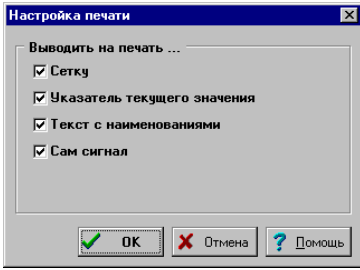 Настройка печати
Выводить на печать ...
Сетку
Указатель текущего значения
Текст с наименованиями
Сам сигнал
OK Отмена Помощь